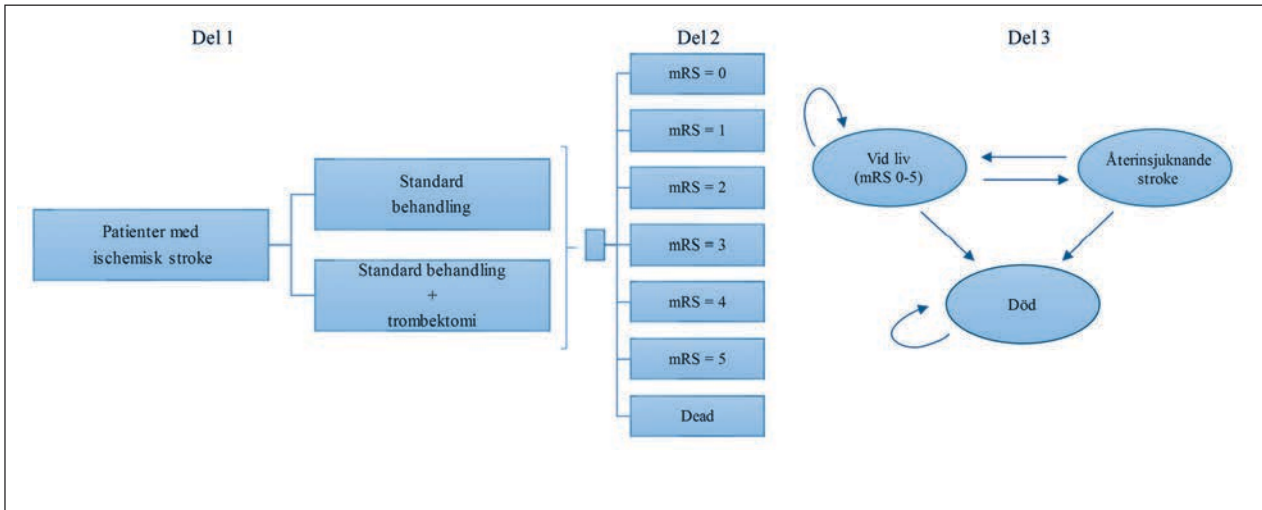 Del 1
Patienter med
ischemisk stroke
Standard
behandling
Standard behandling
+
trombektomi
Del 2
mRS = 0
mRS = 1
mRS = 2
mRS = 3
mRS = 4
mRS = 5
Dead
Del 3
Vid liv
(mRS 0-5)
Återinsjuknande
stroke
Död